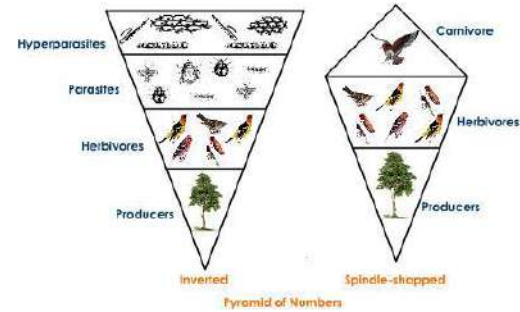 Hyperparasites
Parasites
Herbivores
Producers
Inverted
Carnivore
Herbivores
Producers
Spindle-shapped
Pyramid of Numbers